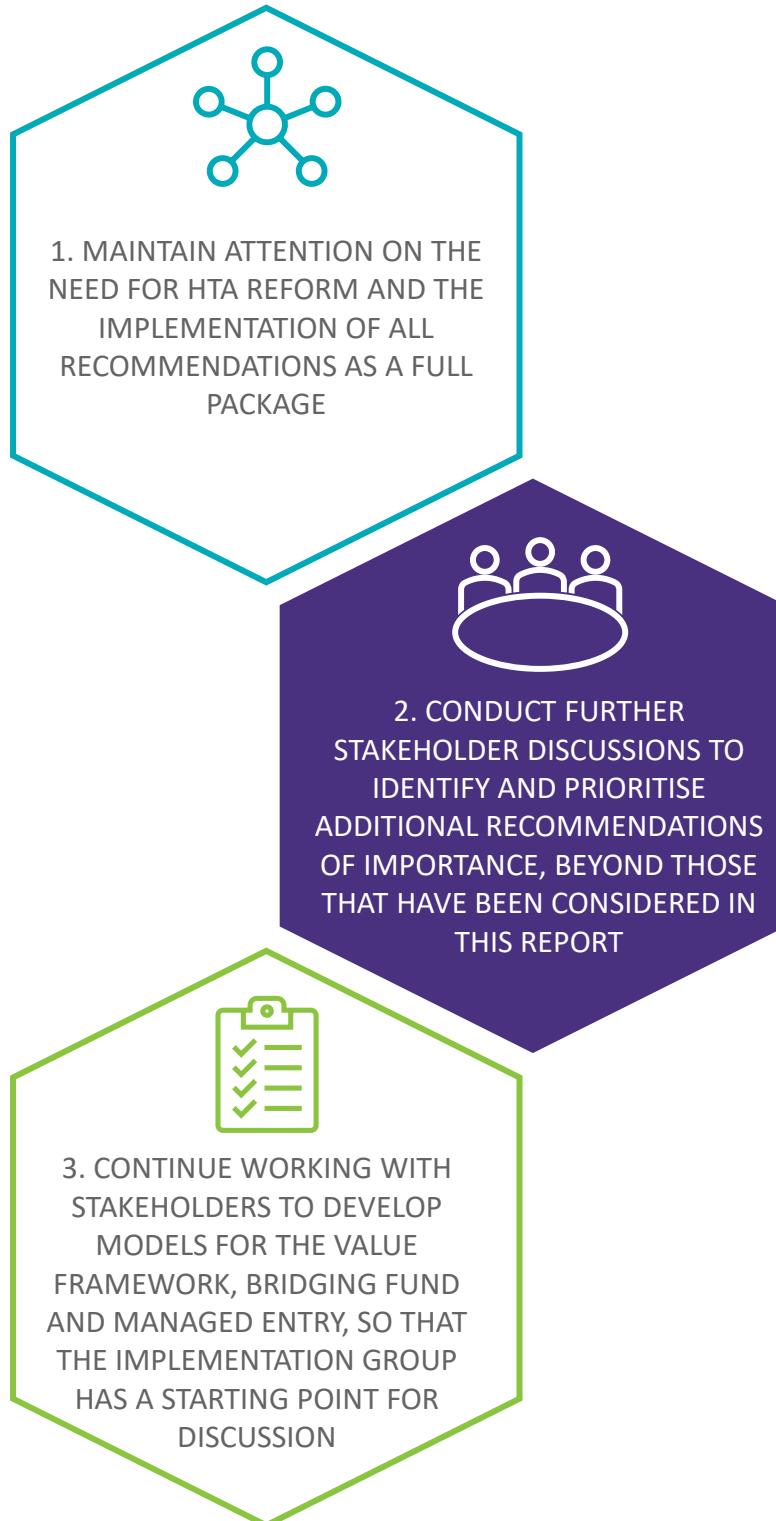 1. MAINTAIN ATTENTION ON THE
NEED FOR HTA REFORM AND THE
IMPLEMENTATION OF ALL
RECOMMENDATIONS AS A FULL
PACKAGE
2. CONDUCT FURTHER
STAKEHOLDER DISCUSSIONS TO
IDENTIFY AND PRIORITISE
ADDITIONAL RECOMMENDATIONS
OF IMPORTANCE, BEYOND THOSE
THAT HAVE BEEN CONSIDERED IN
THIS REPORT
3. CONTINUE WORKING WITH
STAKEHOLDERS TO DEVELOP
MODELS FOR THE VALUE
FRAMEWORK, BRIDGING FUND
AND MANAGED ENTRY, SO THAT
THE IMPLEMENTATION GROUP
HAS A STARTING POINT FOR
DISCUSSION